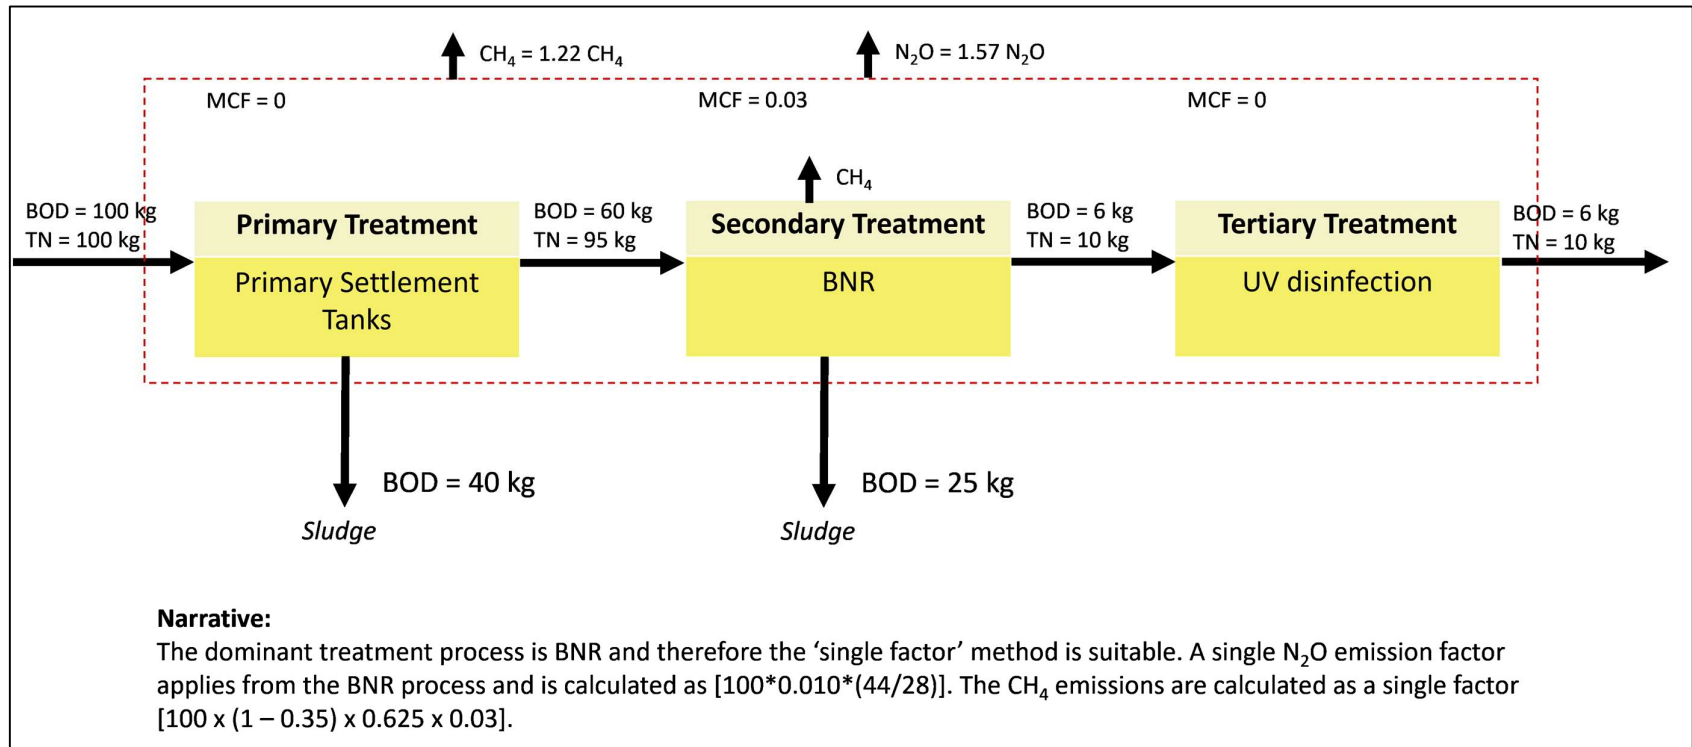 CH₄ = 1.22 CH₄
N₂O = 1.57 N₂O
MCF = 0
MCF = 0.03
MCF = 0
CH₄
BOD = 100 kg
TN = 100 kg
Primary Treatment
Primary Settlement
Tanks
BOD = 60 kg
TN = 95 kg
Secondary Treatment
BNR
BOD = 6 kg
TN = 10 kg
Tertiary Treatment
UV disinfection
BOD = 6 kg
TN = 10 kg
BOD = 40 kg
Sludge
BOD = 25 kg
Sludge
Narrative:
The dominant treatment process is BNR and therefore the ‘single factor’ method is suitable. A single N₂O emission factor
applies from the BNR process and is calculated as [100*0.010*(44/28)]. The CH₄ emissions are calculated as a single factor
[100 x (1 – 0.35) x 0.625 x 0.03].